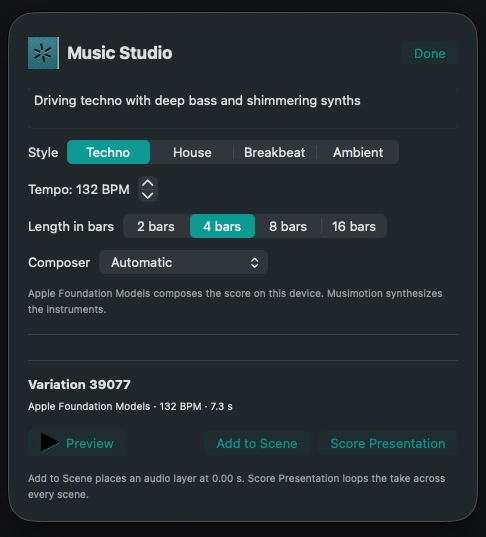 Music Studio
Done
Driving techno with deep bass and shimmering synths
Style Techno House Breakbeat Ambient
Tempo: 132 BPM
Length in bars 2 bars 4 bars 8 bars 16 bars
Composer Automatic
Apple Foundation Models composes the score on this device. Musimotion synthesizes
the instruments.
Variation 39077
Apple Foundation Models · 132 BPM · 7.3 s
Preview Add to Scene Score Presentation
Add to Scene places an audio layer at 0.00 s. Score Presentation loops the take across
every scene.